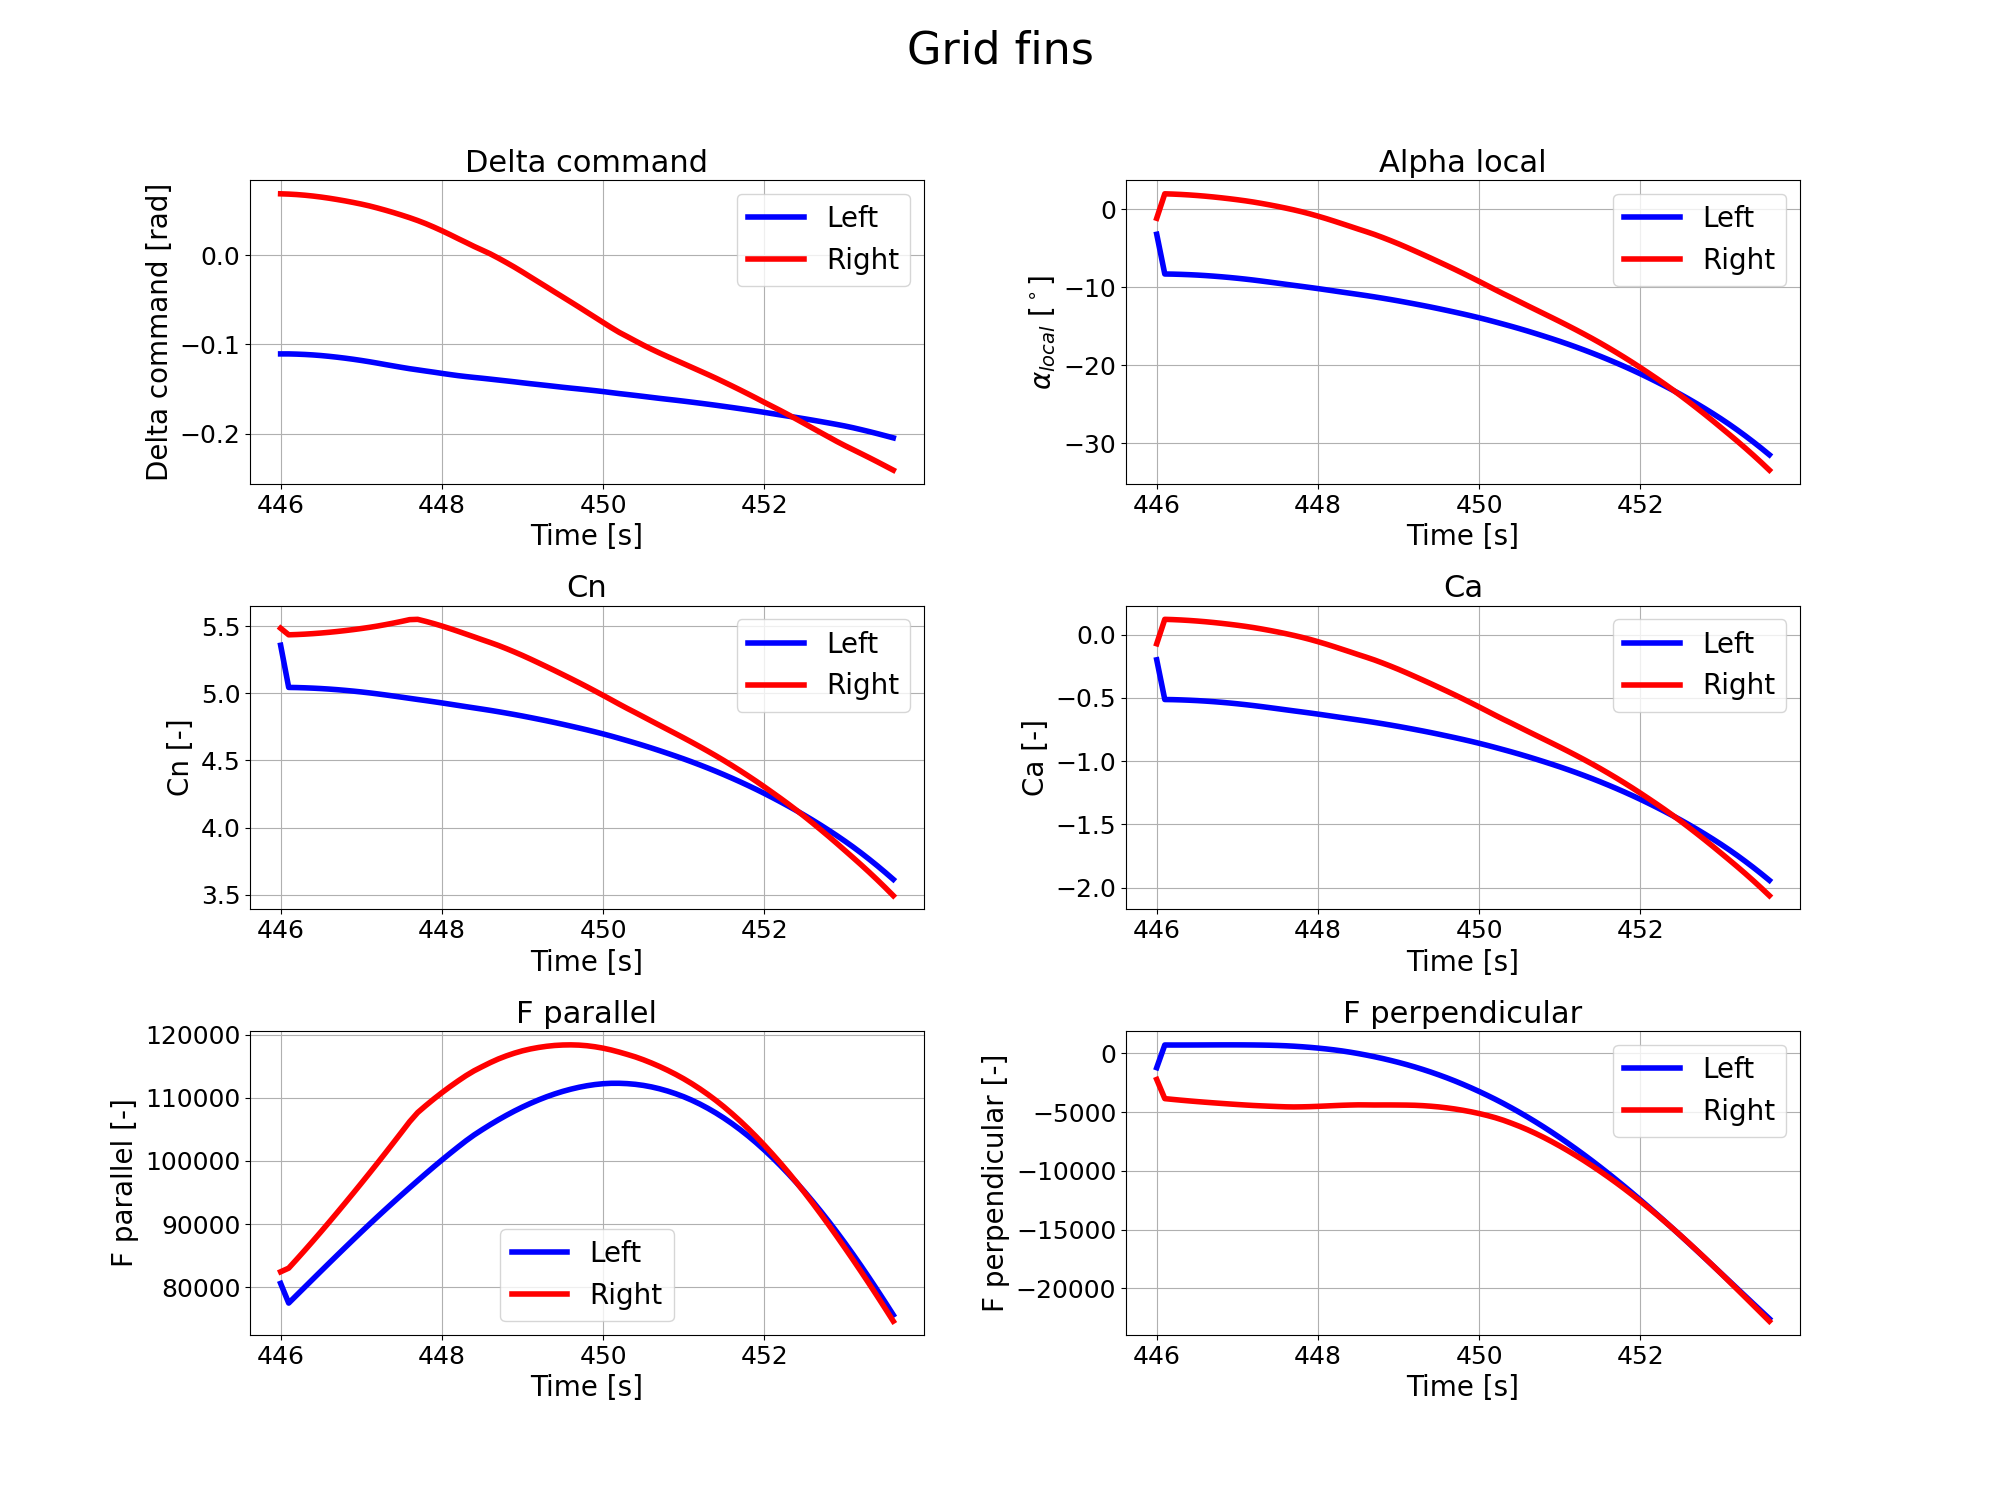 Grid fins
Delta command
Delta command [rad]
0.0
−0.1
−0.2
446 448 450 452
Time [s]
Left
Right
Alpha local
α_local [°]
0
−10
−20
−30
446 448 450 452
Time [s]
Left
Right
Cn
Cn [-]
5.5
5.0
4.5
4.0
3.5
446 448 450 452
Time [s]
Left
Right
Ca
Ca [-]
0.0
−0.5
−1.0
−1.5
−2.0
446 448 450 452
Time [s]
Left
Right
F parallel
F parallel [-]
120000
110000
100000
90000
80000
446 448 450 452
Time [s]
Left
Right
F perpendicular
F perpendicular [-]
0
−5000
−10000
−15000
−20000
446 448 450 452
Time [s]
Left
Right